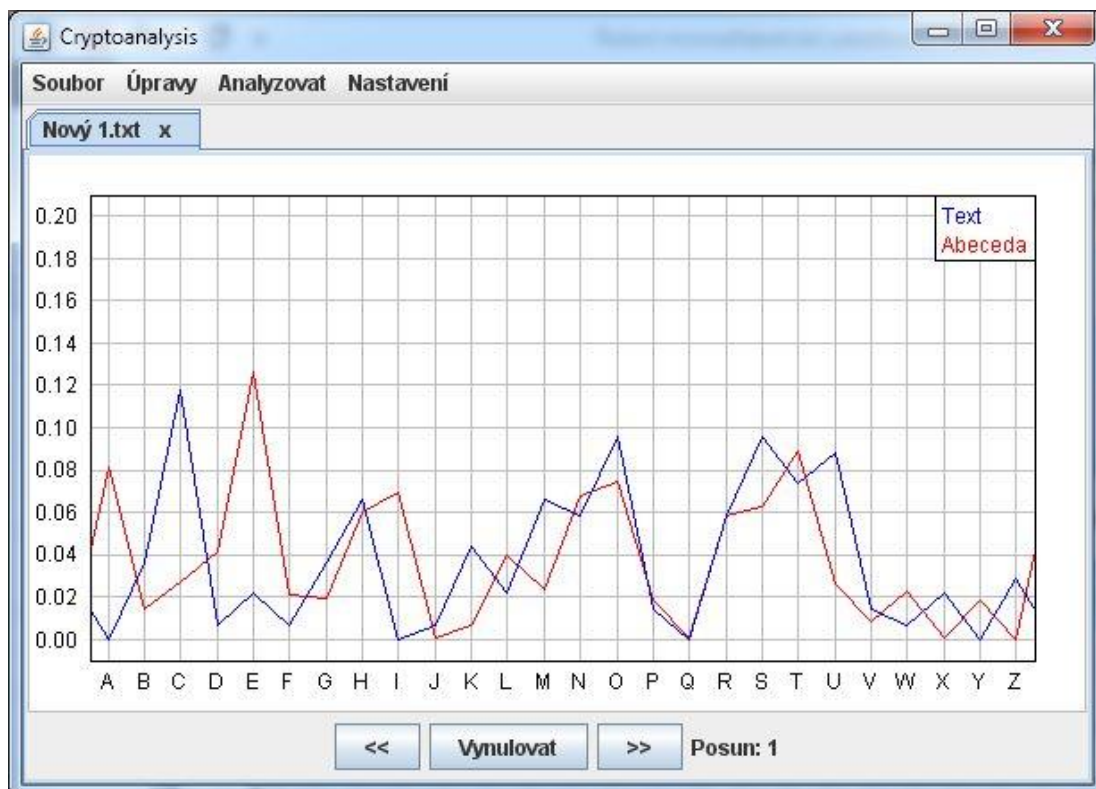 Cryptoanalysis
Soubor Úpravy Analyzovat Nastavení
Nový 1.txt x
0.20
0.18
0.16
0.14
0.12
0.10
0.08
0.06
0.04
0.02
0.00
Text
Abeceda
A B C D E F G H I J K L M N O P Q R S T U V W X Y Z
<< Vynulovat >> Posun: 1